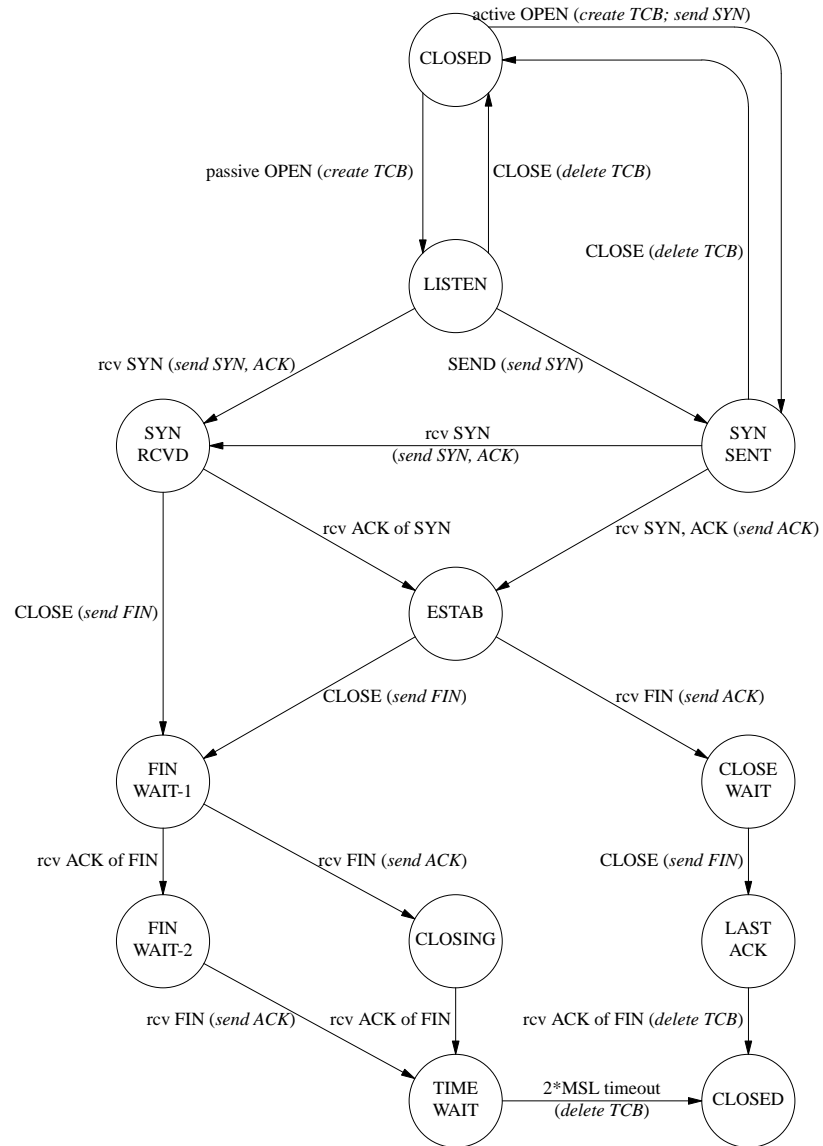 active OPEN (create TCB; send SYN)
CLOSED
passive OPEN (create TCB)
CLOSE (delete TCB)
CLOSE (delete TCB)
LISTEN
rcv SYN (send SYN, ACK)
SEND (send SYN)
SYN
RCVD
rcv SYN
(send SYN, ACK)
SYN
SENT
rcv ACK of SYN
rcv SYN, ACK (send ACK)
CLOSE (send FIN)
ESTAB
CLOSE (send FIN)
rcv FIN (send ACK)
FIN
WAIT-1
CLOSE
WAIT
rcv ACK of FIN
rcv FIN (send ACK)
CLOSE (send FIN)
FIN
WAIT-2
CLOSING
LAST
ACK
rcv FIN (send ACK)
rcv ACK of FIN
rcv ACK of FIN (delete TCB)
TIME
WAIT
2*MSL timeout
(delete TCB)
CLOSED